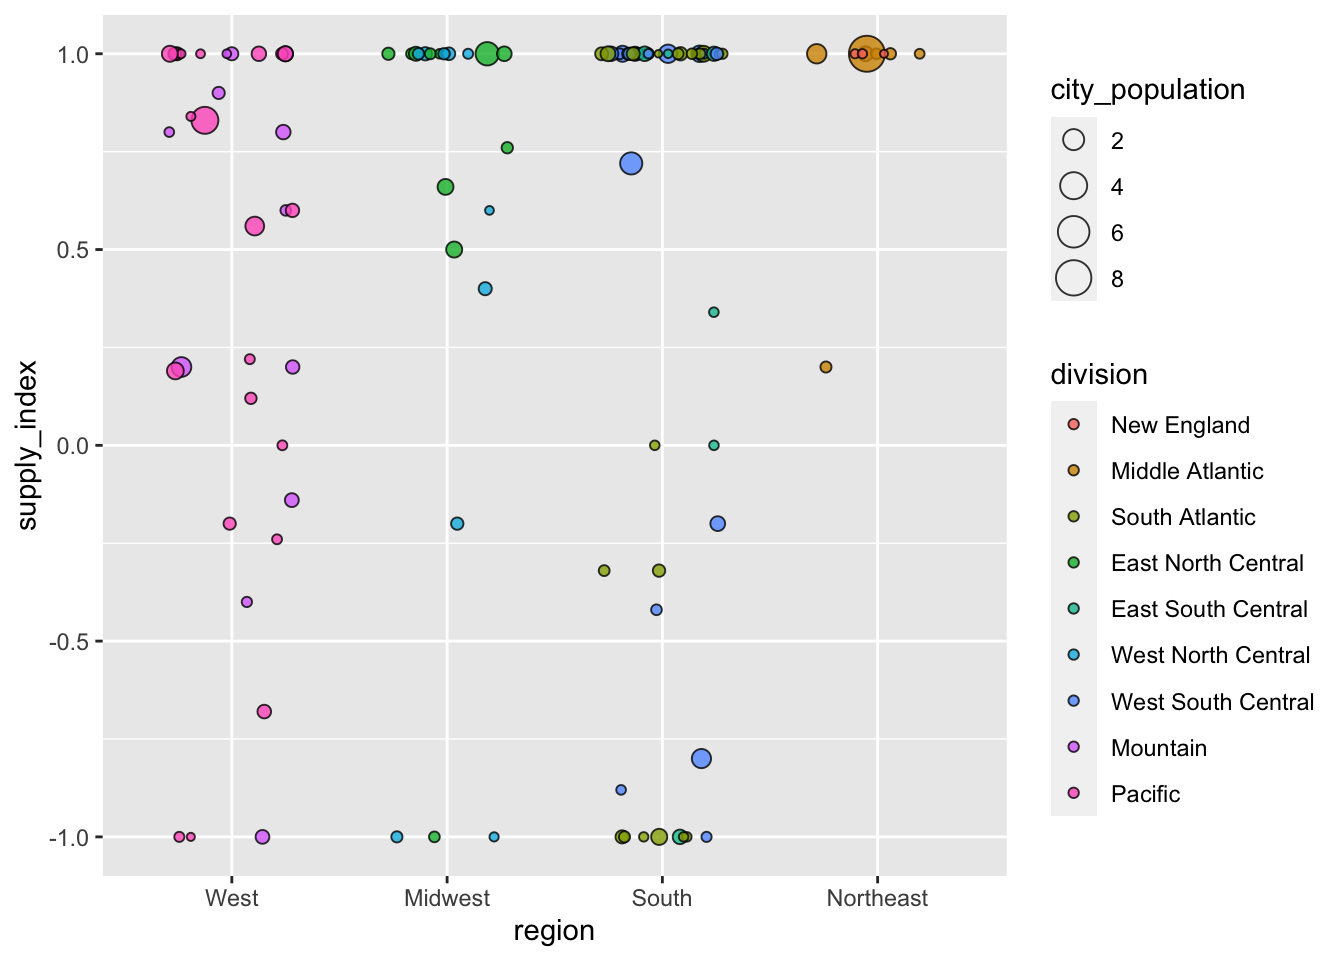 1.0
0.5
0.0
-0.5
-1.0
supply_index
West
Midwest
South
Northeast
region
city_population
2
4
6
8
division
New England
Middle Atlantic
South Atlantic
East North Central
East South Central
West North Central
West South Central
Mountain
Pacific